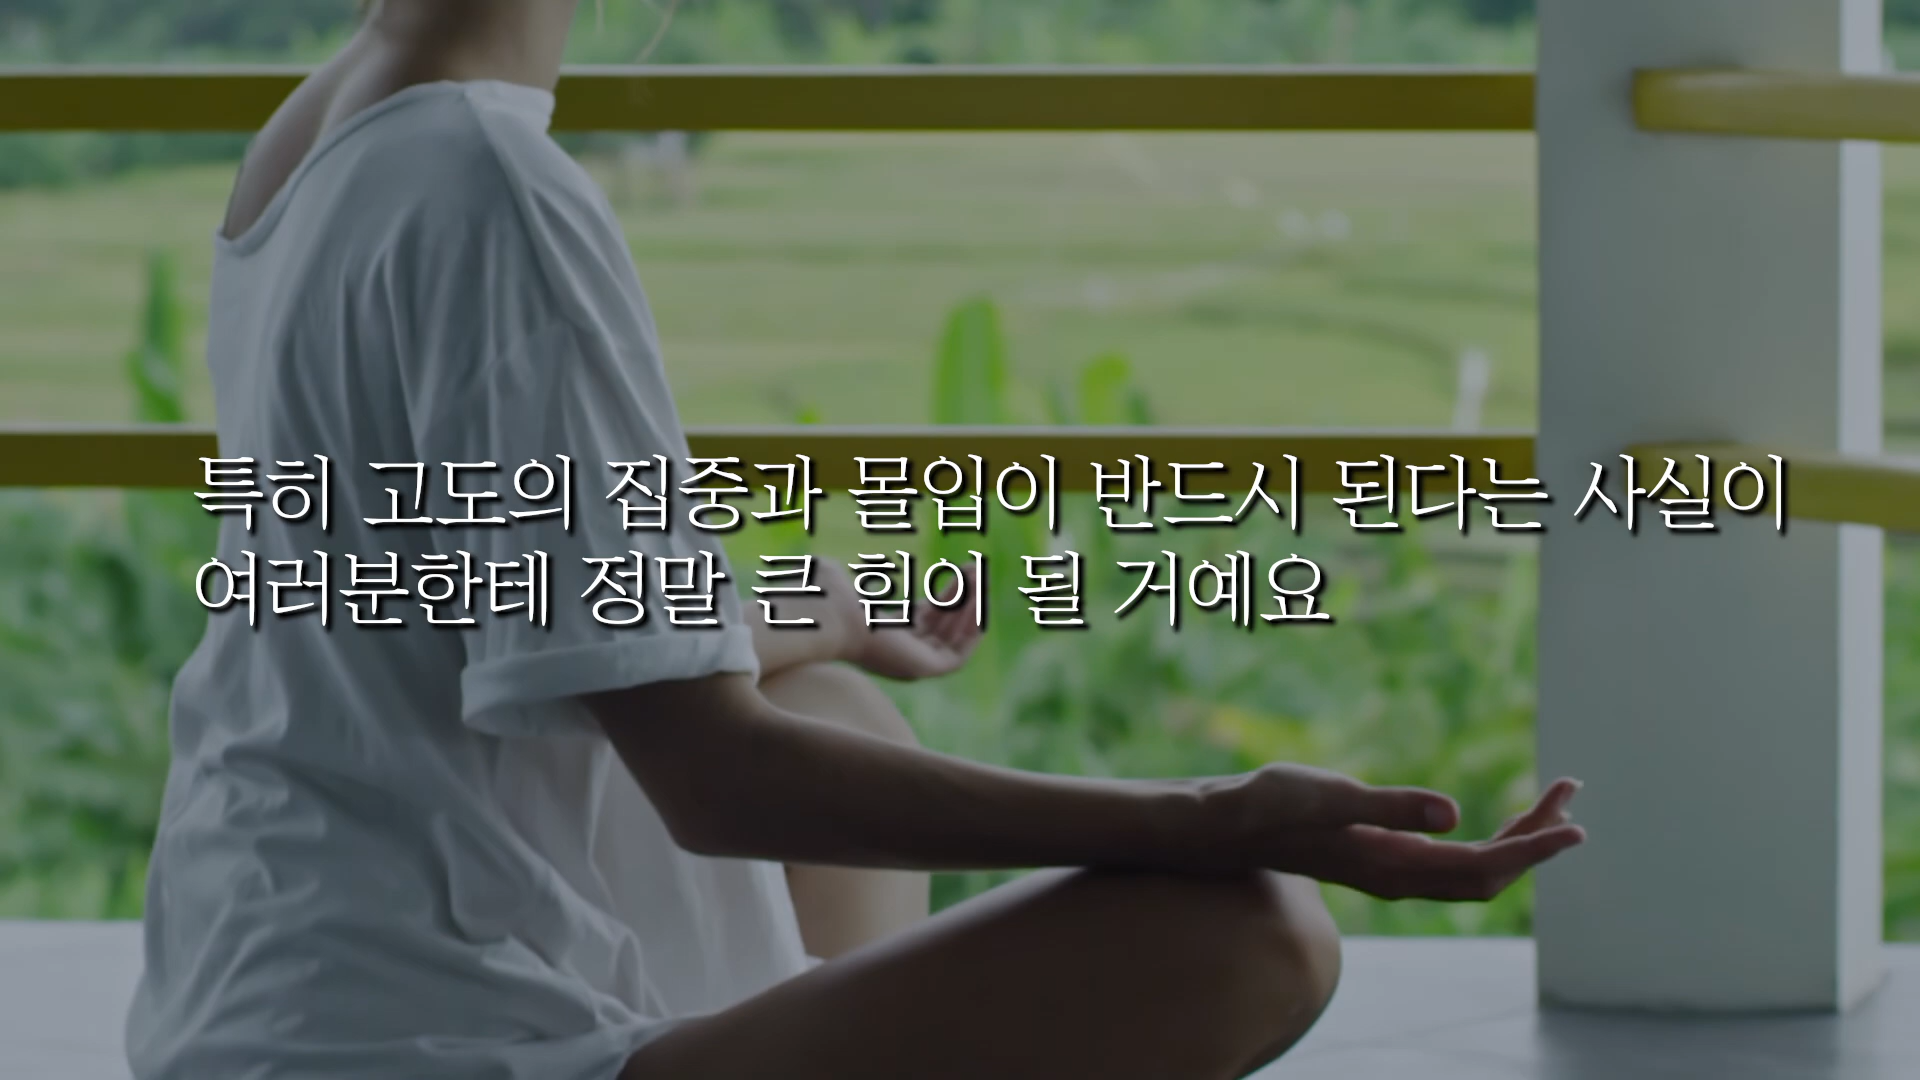 특히 고도의 집중과 몰입이 반드시 된다는 사실이
여러분한테 정말 큰 힘이 될 거예요